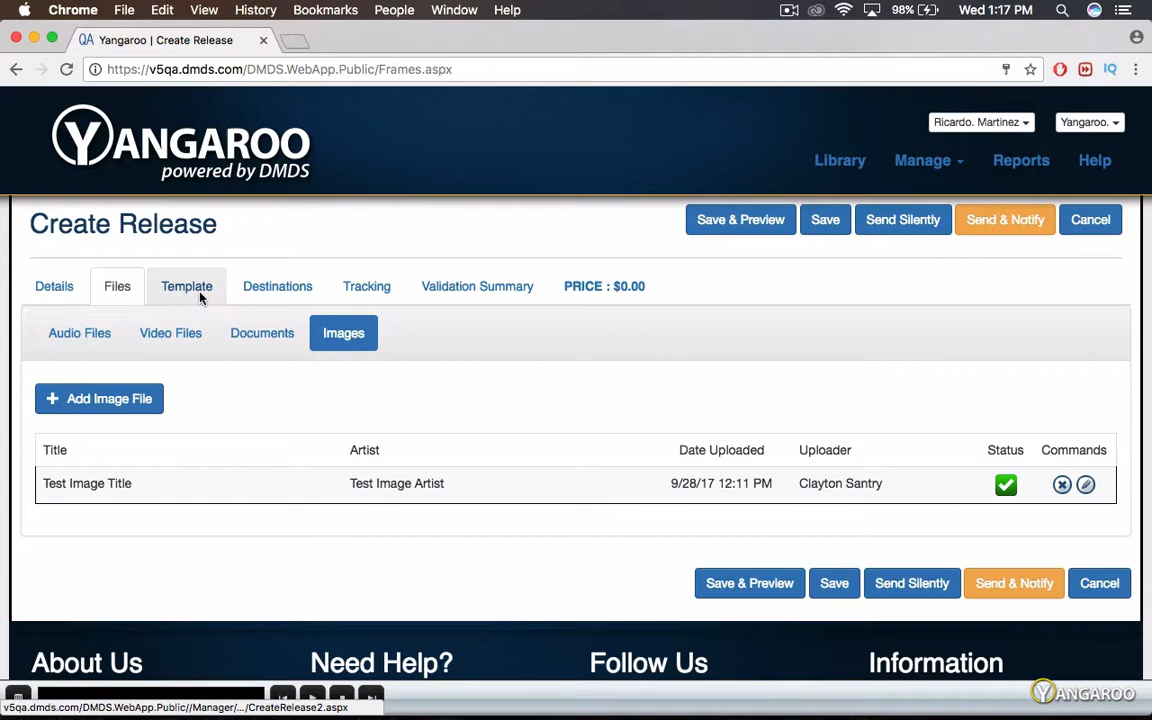 Chrome File Edit View History Bookmarks People Window Help 98% Wed 1:17 PM
QA Yangaroo | Create Release
https://v5qa.dmds.com/DMDS.WebApp.Public/Frames.aspx IQ
YANGAROO
powered by DMDS
Ricardo. Martinez Yangaroo.
Library Manage Reports Help
Create Release
Save & Preview Save Send Silently Send & Notify Cancel
Details Files Template Destinations Tracking Validation Summary PRICE : $0.00
Audio Files Video Files Documents Images
+ Add Image File
Title Artist Date Uploaded Uploader Status Commands
Test Image Title Test Image Artist 9/28/17 12:11 PM Clayton Santry
Save & Preview Save Send Silently Send & Notify Cancel
About Us Need Help? Follow Us Information
YANGAROO
v5qa.dmds.com/DMDS.WebApp.Public//Manager/.../CreateRelease2.aspx